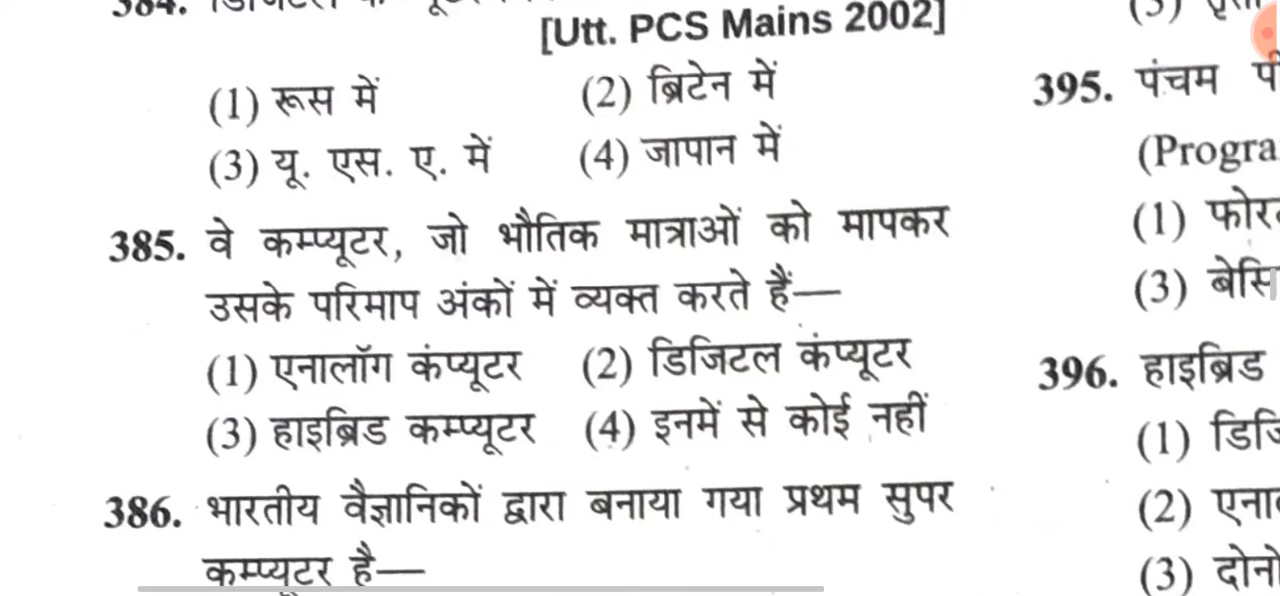 [Utt. PCS Mains 2002]
(1) रूस में (2) ब्रिटेन में
(3) यू. एस. ए. में (4) जापान में
385. वे कम्प्यूटर, जो भौतिक मात्राओं को मापकर
उसके परिमाप अंकों में व्यक्त करते हैं—
(1) एनालॉग कंप्यूटर (2) डिजिटल कंप्यूटर
(3) हाइब्रिड कम्प्यूटर (4) इनमें से कोई नहीं
386. भारतीय वैज्ञानिकों द्वारा बनाया गया प्रथम सुपर
कम्प्यूटर है—
395. पंचम
(1)
(3)
396. हाइब्रिड
(1)
(2)
(3)